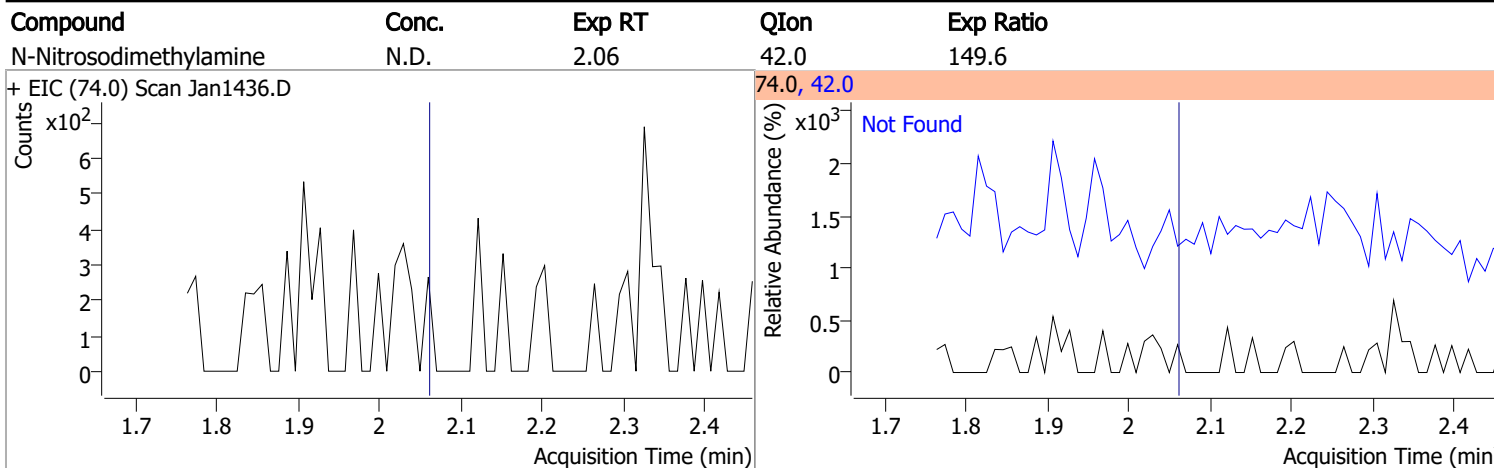 Compound Conc. Exp RT QIon Exp Ratio
N-Nitrosodimethylamine N.D. 2.06 42.0 149.6
+ EIC (74.0) Scan Jan1436.D
Counts
x10²
6
5
4
3
2
1
0
1.7 1.8 1.9 2 2.1 2.2 2.3 2.4
Acquisition Time (min)
74.0, 42.0
Relative Abundance (%)
x10³
Not Found
2
1.5
1
0.5
0
1.7 1.8 1.9 2 2.1 2.2 2.3 2.4
Acquisition Time (min